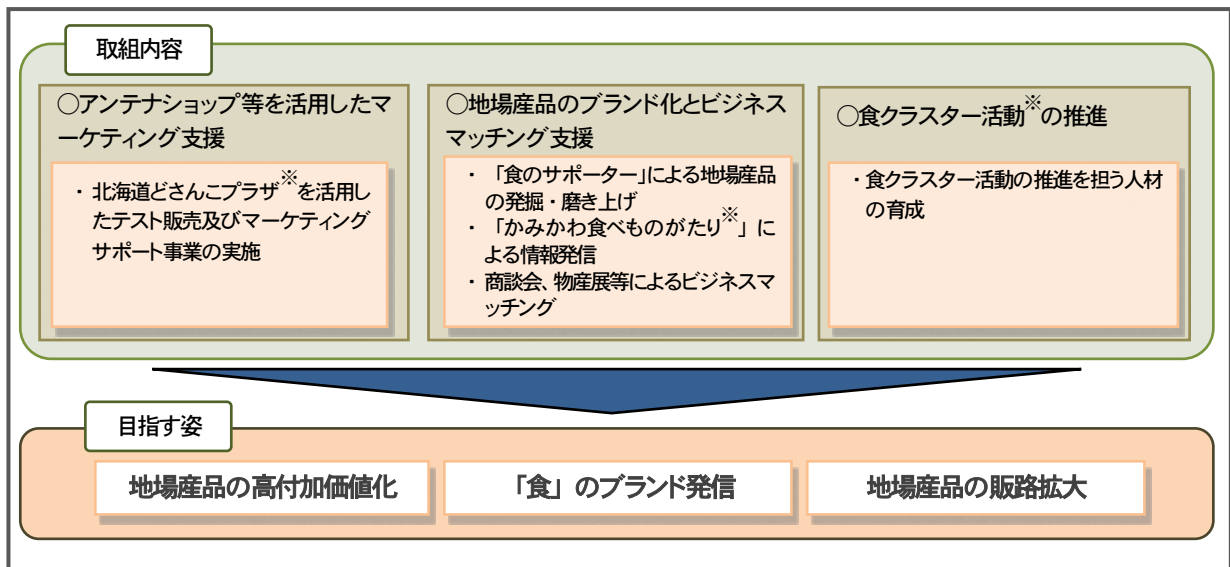 取組内容
○アンテナショップ等を活用したマ
ーケティング支援
・ 北海道どさんこプラザ※を活用し
たテスト販売及びマーケティング
サポート事業の実施
○地場産品のブランド化とビジネス
マッチング支援
・ 「食のサポーター」による地場産品
の発掘・磨き上げ
・ 「かみかわ食べものがたり※」に
よる情報発信
・ 商談会、物産展等によるビジネスマ
ッチング
○食クラスター活動※の推進
・食クラスター活動の推進を担う人材
の育成
目指す姿
地場産品の高付加価値化
「食」のブランド発信
地場産品の販路拡大